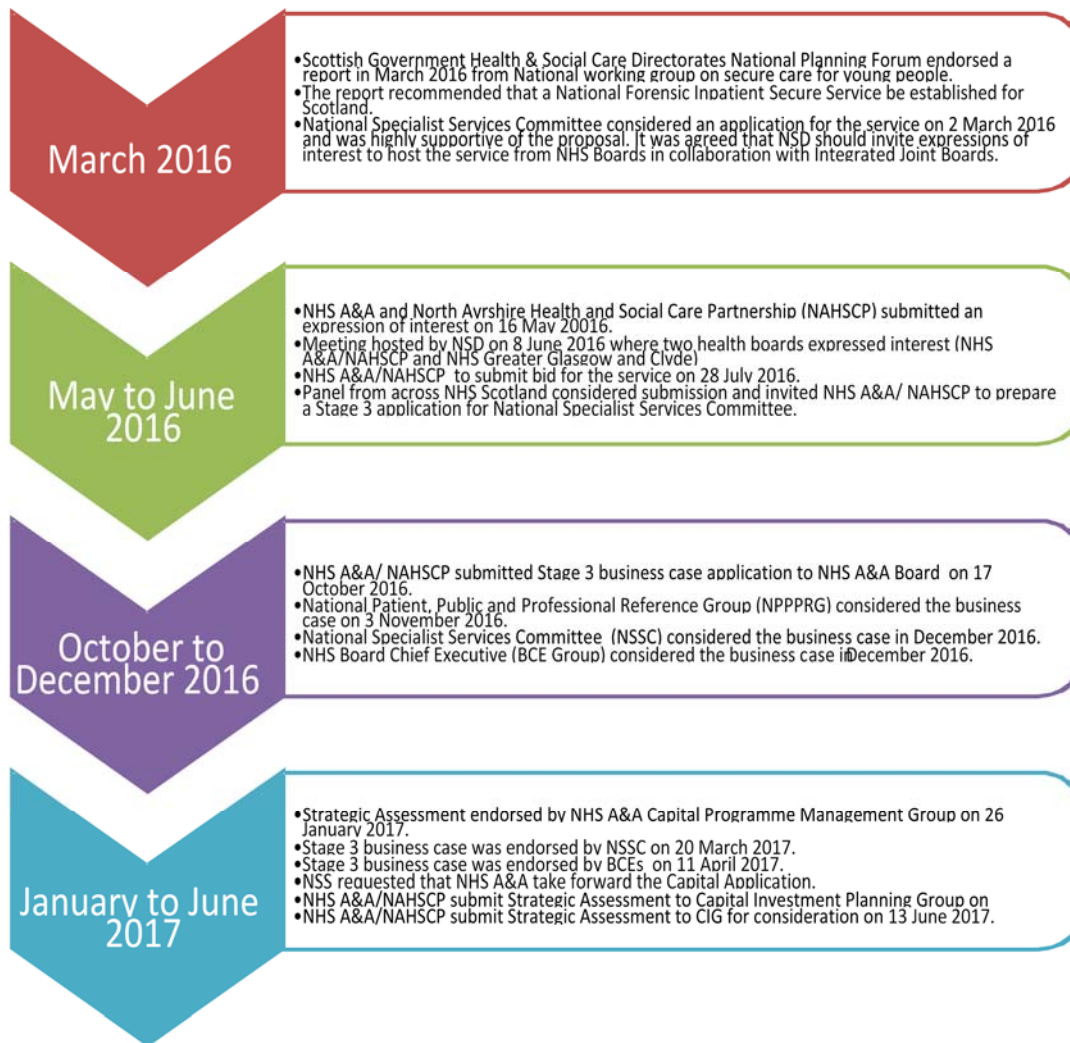 March 2016
•Scottish Government Health & Social Care Directorates National Planning Forum endorsed a
report in March 2016 from National working group on secure care for young people.
•The report recommended that a National Forensic Inpatient Secure Service be established for
Scotland.
•National Specialist Services Committee considered an application for the service on 2 March 2016
and was highly supportive of the proposal. It was agreed that NSD should invite expressions of
interest to host the service from NHS Boards in collaboration with Integrated Joint Boards.
May to June
2016
•NHS A&A and North Ayrshire Health and Social Care Partnership (NAHSCP) submitted an
expression of interest on 16 May 20016.
•Meeting hosted by NSD on 8 June 2016 where two health boards expressed interest (NHS
A&A/NAHSCP and NHS Greater Glasgow and Clyde)
•NHS A&A/NAHSCP to submit bid for the service on 28 July 2016.
•Panel from across NHS Scotland considered submission and invited NHS A&A/ NAHSCP to prepare
a Stage 3 application for National Specialist Services Committee.
October to
December 2016
•NHS A&A/ NAHSCP submitted Stage 3 business case application to NHS A&A Board on 17
October 2016.
•National Patient, Public and Professional Reference Group (NPPPRG) considered the business
case on 3 November 2016.
•National Specialist Services Committee (NSSC) considered the business case in December 2016.
•NHS Board Chief Executive (BCE Group) considered the business case in December 2016.
January to June
2017
•Strategic Assessment endorsed by NHS A&A Capital Programme Management Group on 26
January 2017.
•Stage 3 business case was endorsed by NSSC on 20 March 2017.
•Stage 3 business case was endorsed by BCEs on 11 April 2017.
•NSS requested that NHS A&A take forward the Capital Application.
•NHS A&A/NAHSCP submit Strategic Assessment to Capital Investment Planning Group on
•NHS A&A/NAHSCP submit Strategic Assessment to CIG for consideration on 13 June 2017.